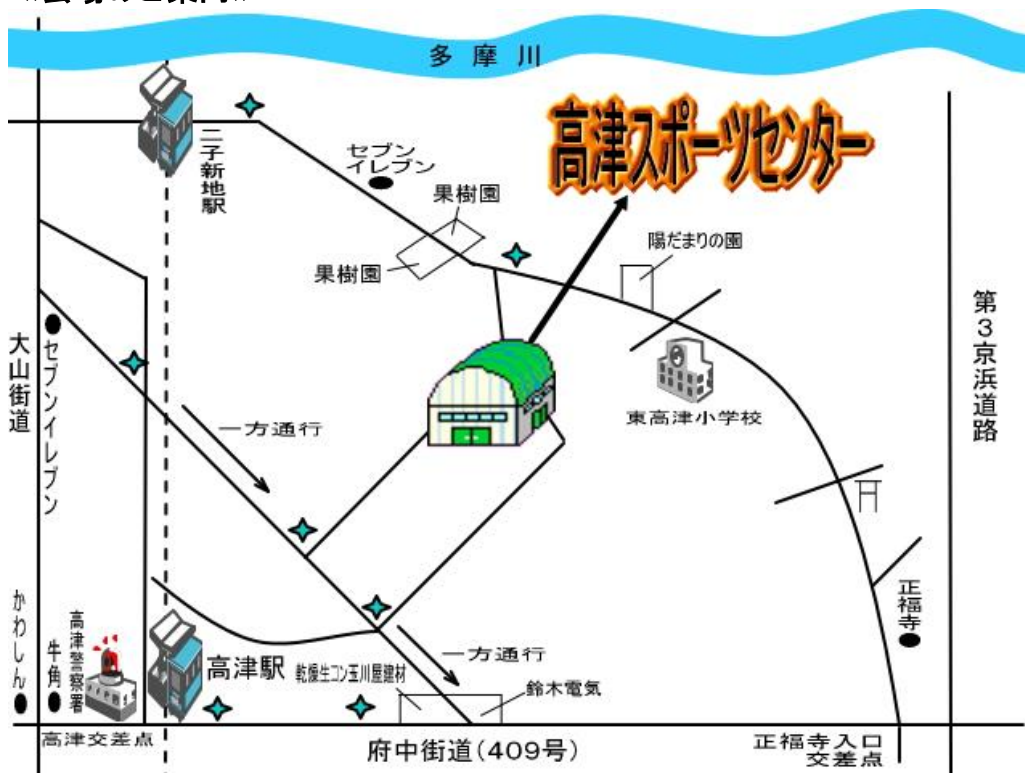 多摩川
高津スポーツセンター
二子新地駅
セブン
イレブン
果樹園
果樹園
陽だまりの園
東高津小学校
第3京浜道路
大山街道
セブンイレブン
一方通行
正福寺
かわしん
牛角
高津警察署
高津駅
乾燥生コン玉川屋建材
一方通行
鈴木電気
高津交差点
府中街道(409号)
正福寺入口
交差点